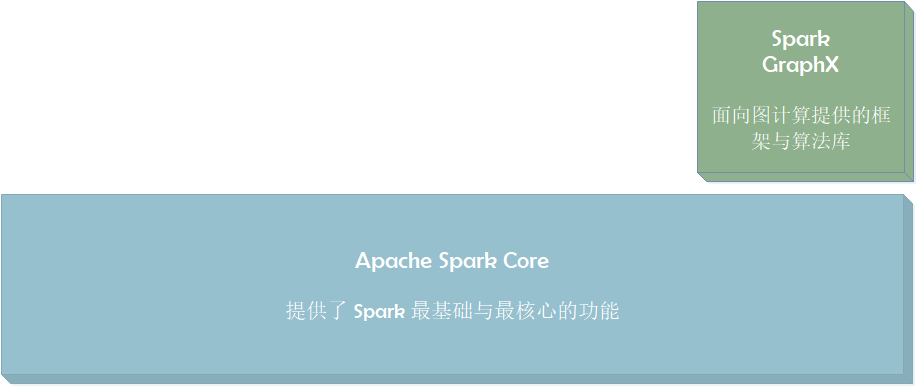 Spark
GraphX
面向图计算提供的框
架与算法库
Apache Spark Core
提供了 Spark 最基础与最核心的功能